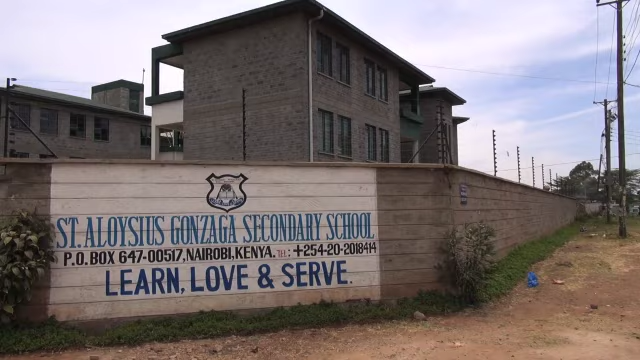 ST. ALOYSIUS GONZAGA SECONDARY SCHOOL
P.O. BOX 647-00517, NAIROBI, KENYA. TEL: +254-20-2018414
LEARN, LOVE & SERVE.